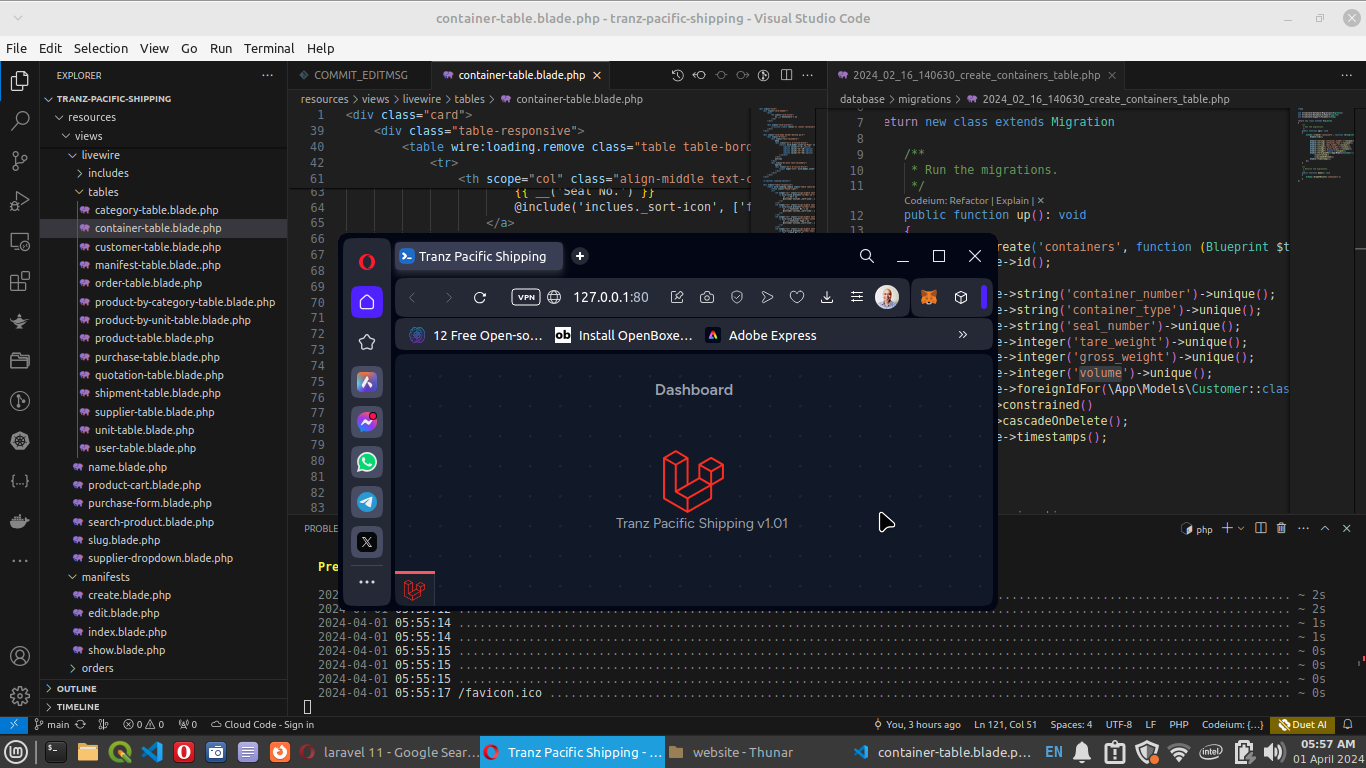 container-table.blade.php - tranz-pacific-shipping - Visual Studio Code
File Edit Selection View Go Run Terminal Help
EXPLORER
TRANZ-PACIFIC-SHIPPING
resources
views
livewire
includes
tables
category-table.blade.php
container-table.blade.php
customer-table.blade.php
manifest-table.blade..php
order-table.blade.php
product-by-category-table.blade.php
product-by-unit-table.blade.php
product-table.blade.php
purchase-table.blade.php
quotation-table.blade.php
shipment-table.blade.php
supplier-table.blade.php
unit-table.blade.php
user-table.blade.php
name.blade.php
product-cart.blade.php
purchase-form.blade.php
search-product.blade.php
slug.blade.php
supplier-dropdown.blade.php
manifests
create.blade.php
edit.blade.php
index.blade.php
show.blade.php
orders
OUTLINE
TIMELINE
COMMIT_EDITMSG container-table.blade.php
resources > views > livewire > tables > container-table.blade.php
1 <div class="card">
39 <div class="table-responsive">
40 <table wire:loading.remove class="table table-bord
42 <tr>
61 <th scope="col" class="align-middle text-c
63 {{ __('Seal No.') }}
64 @include('inclues._sort-icon', ['f
65 </a>
66
67
68
69
70
71
72
73
74
75
76
77
78
79
80
81
82
83
2024_02_16_140630_create_containers_table.php
database > migrations > 2024_02_16_140630_create_containers_table.php
6
7 eturn new class extends Migration
8
9 /**
10 * Run the migrations.
11 */
Codeium: Refactor | Explain | ✕
12 public function up(): void
13 {
reate('containers', function (Blueprint $t
e->id();
e->string('container_number')->unique();
e->string('container_type')->unique();
e->string('seal_number')->unique();
e->integer('tare_weight')->unique();
e->integer('gross_weight')->unique();
e->integer('volume')->unique();
e->foreignIdFor(\App\Models\Customer::clas
>constrained()
>cascadeOnDelete();
e->timestamps();
Tranz Pacific Shipping
VPN 127.0.0.1:80
12 Free Open-so... ob Install OpenBoxe... Adobe Express »
Dashboard
Tranz Pacific Shipping v1.01
PROBLE
php
Pre
202 ~ 2s
2024-04-01 05:55:12 ~ 2s
2024-04-01 05:55:14 ~ 1s
2024-04-01 05:55:14 ~ 1s
2024-04-01 05:55:15 ~ 0s
2024-04-01 05:55:15 ~ 0s
2024-04-01 05:55:15 ~ 0s
2024-04-01 05:55:17 /favicon.ico ~ 0s
main 0 0 0 Cloud Code - Sign in You, 3 hours ago Ln 121, Col 51 Spaces: 4 UTF-8 LF PHP Codeium: {...} Duet AI
laravel 11 - Google Sear... Tranz Pacific Shipping - ... website - Thunar container-table.blade.p... EN intel 05:57 AM
01 April 2024